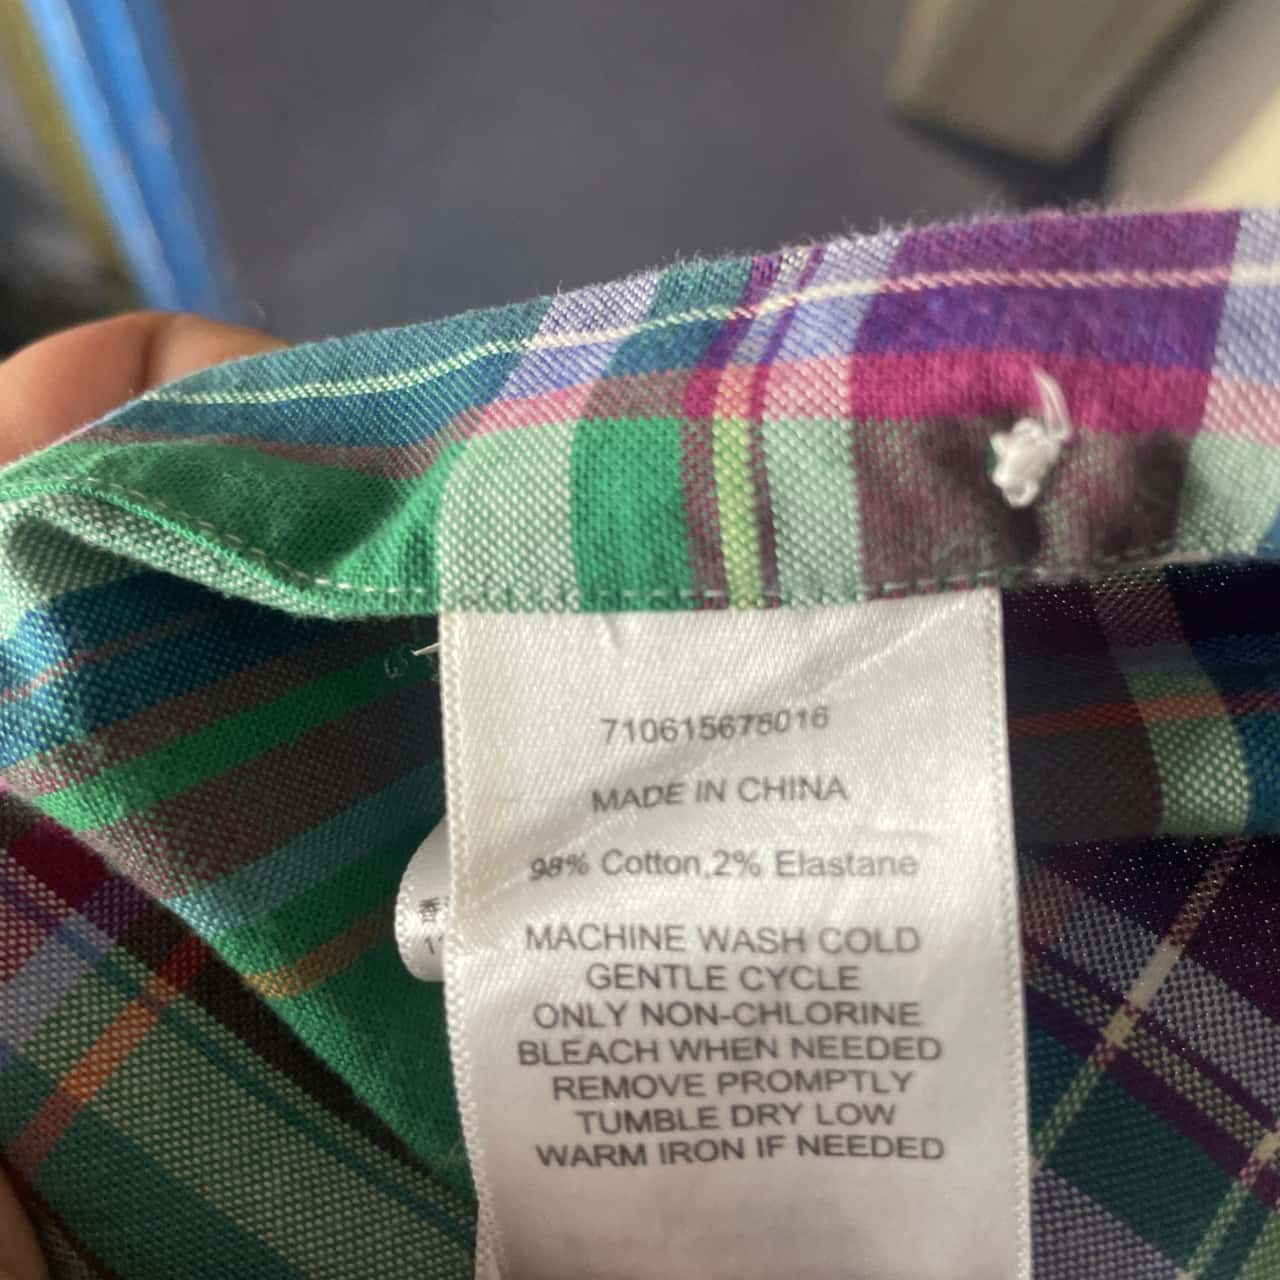 710615675016
MADE IN CHINA
98% Cotton,2% Elastane
MACHINE WASH COLD
GENTLE CYCLE
ONLY NON-CHLORINE
BLEACH WHEN NEEDED
REMOVE PROMPTLY
TUMBLE DRY LOW
WARM IRON IF NEEDED